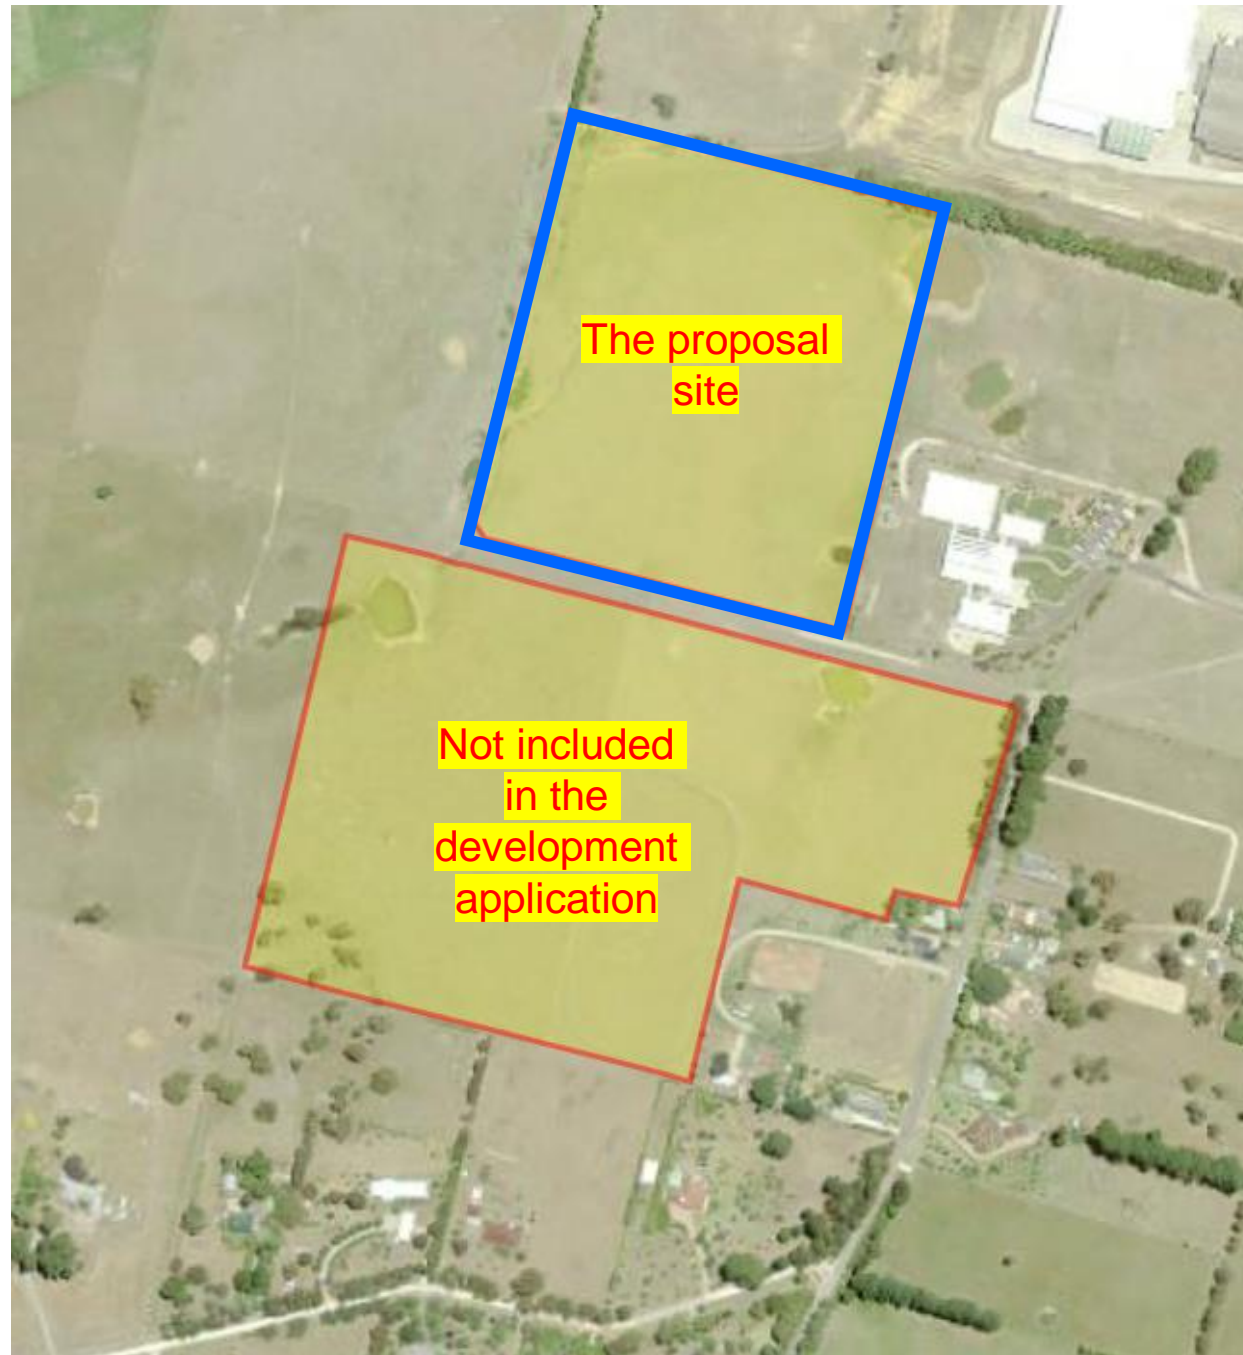 The proposal
site
Not included
in the
development
application